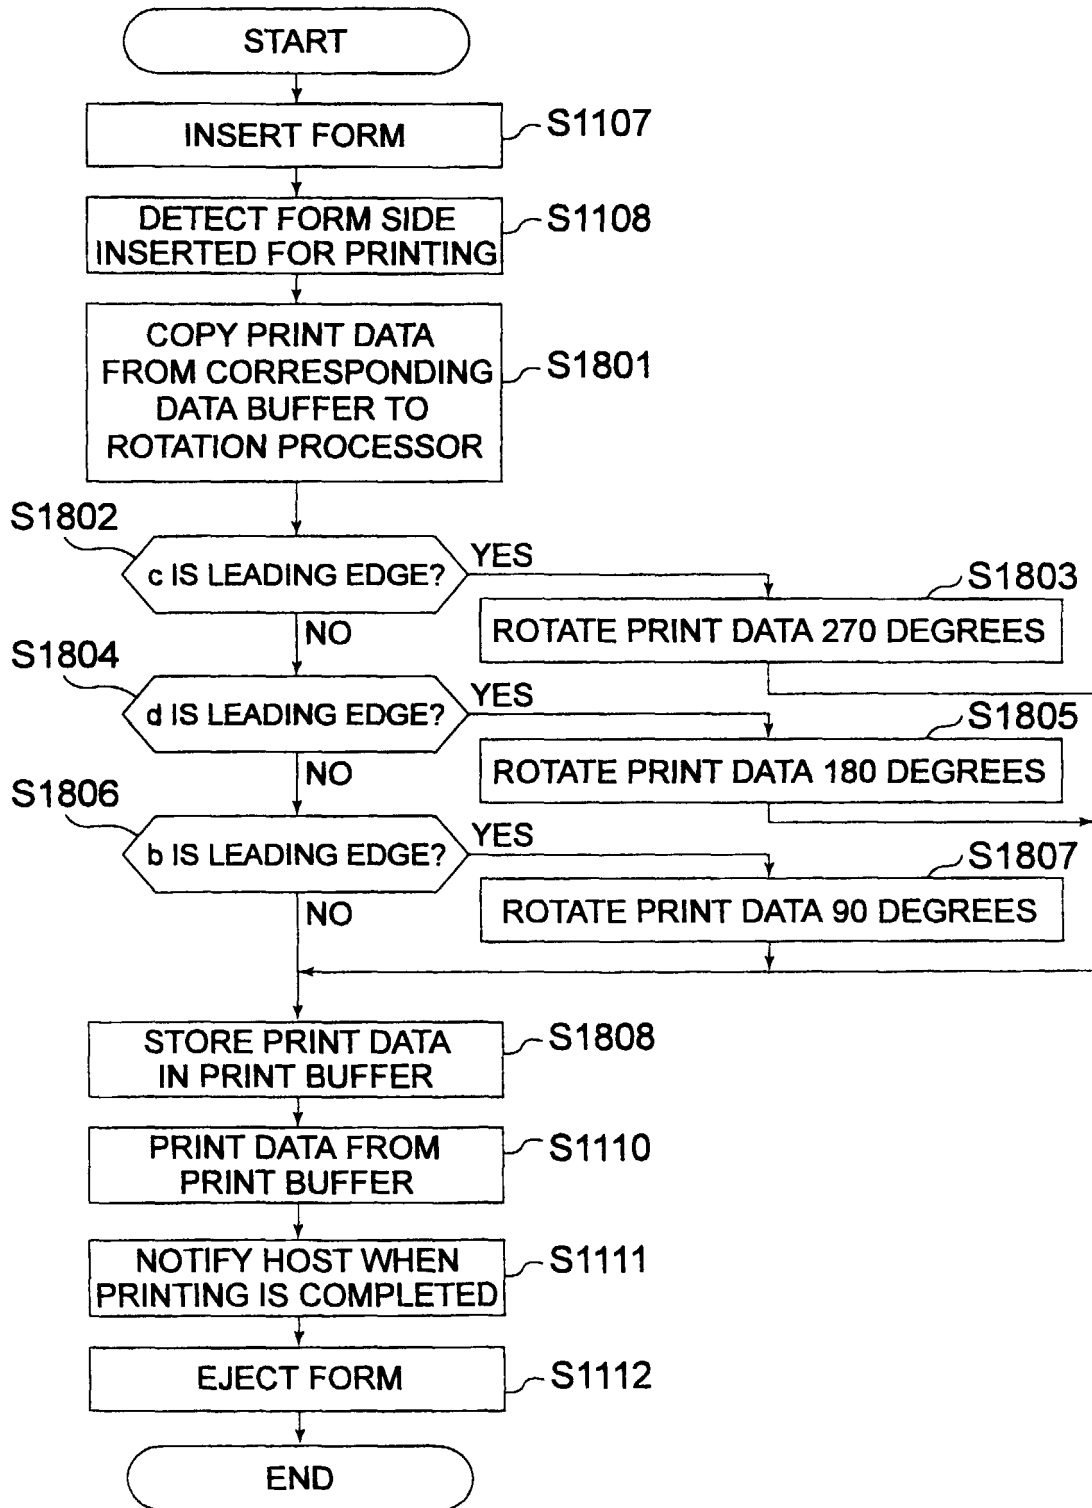 START
INSERT FORM
S1107
DETECT FORM SIDE
INSERTED FOR PRINTING
S1108
COPY PRINT DATA
FROM CORRESPONDING
DATA BUFFER TO
ROTATION PROCESSOR
S1801
S1802
c IS LEADING EDGE?
YES
NO
S1803
ROTATE PRINT DATA 270 DEGREES
S1804
d IS LEADING EDGE?
YES
NO
S1805
ROTATE PRINT DATA 180 DEGREES
S1806
b IS LEADING EDGE?
YES
NO
S1807
ROTATE PRINT DATA 90 DEGREES
STORE PRINT DATA
IN PRINT BUFFER
S1808
PRINT DATA FROM
PRINT BUFFER
S1110
NOTIFY HOST WHEN
PRINTING IS COMPLETED
S1111
EJECT FORM
S1112
END